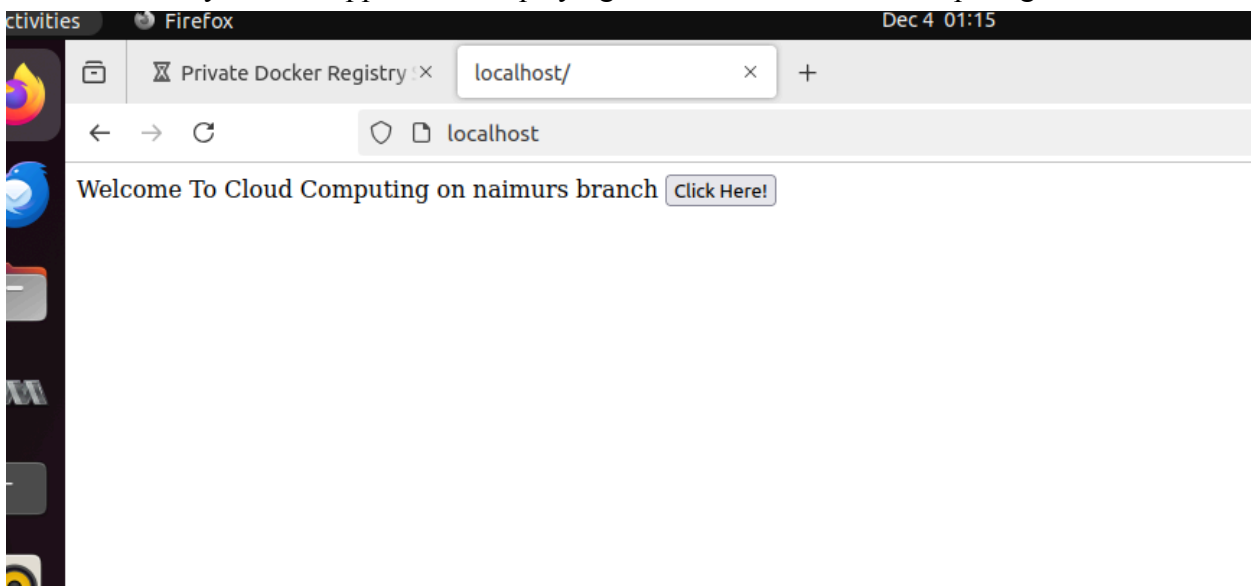 ctivities Firefox Dec 4 01:15
Private Docker Registry localhost/
localhost
Welcome To Cloud Computing on naimurs branch Click Here!